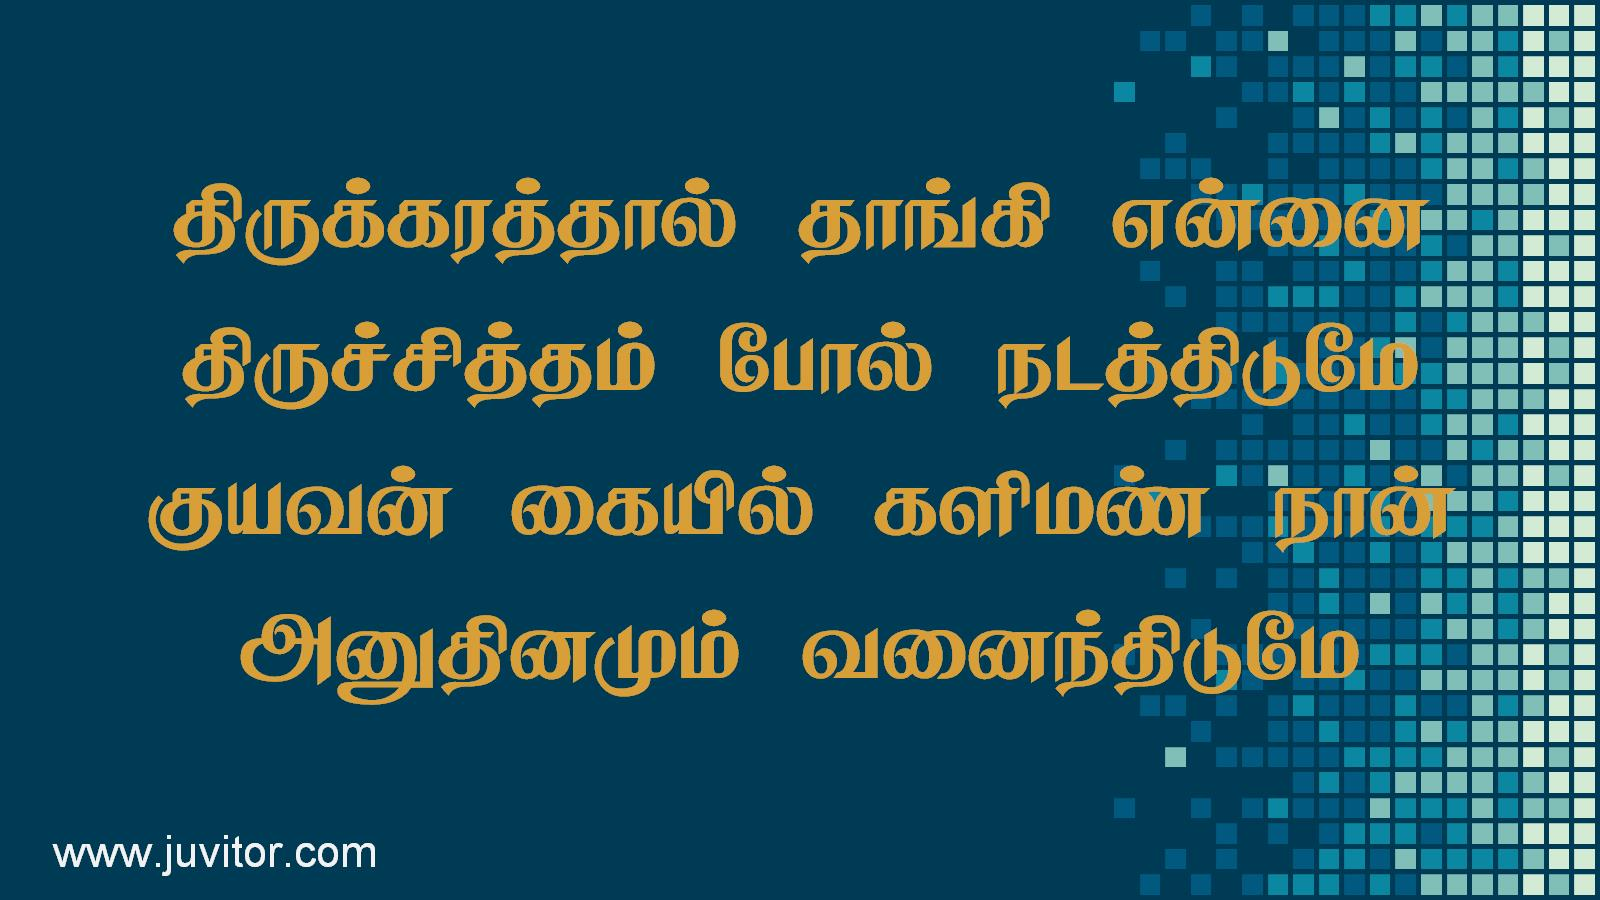 திருக்கரத்தால் தாங்கி என்னை
திருச்சித்தம் போல் நடத்திடுமே
குயவன் கையில் களிமண் நான்
அனுதினமும் வனைந்திடுமே
www.juvitor.com